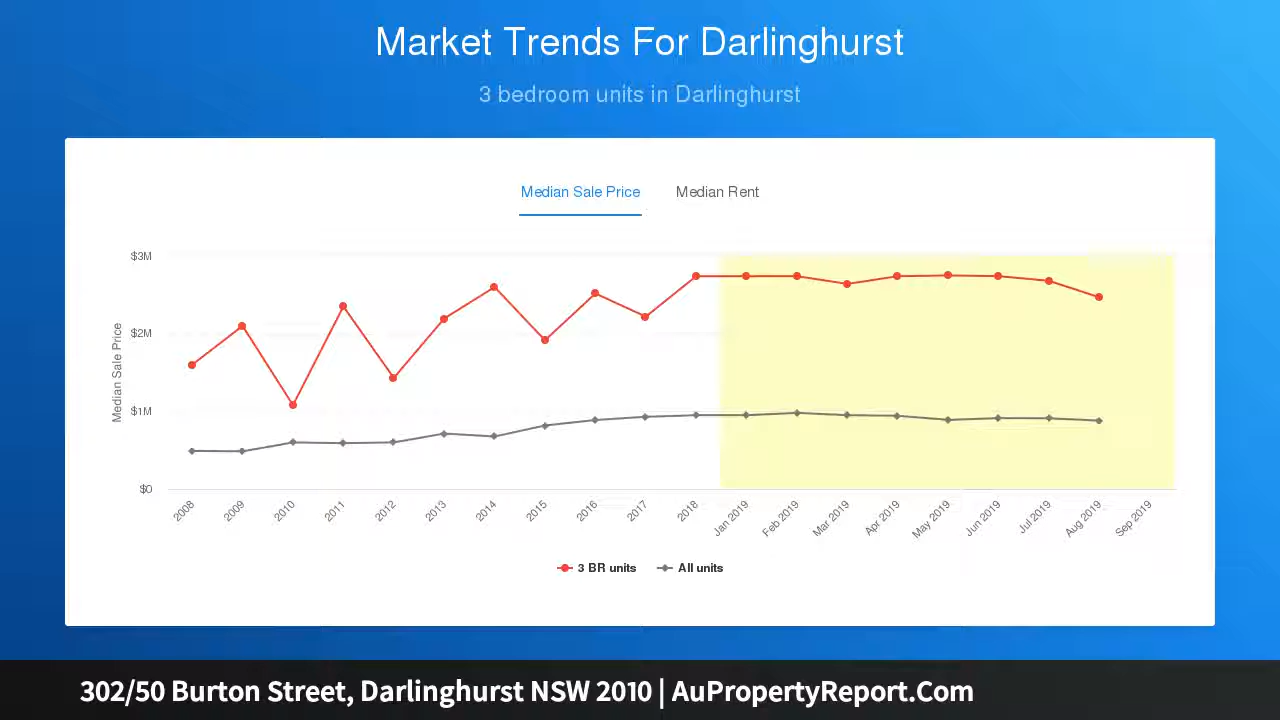 Market Trends For Darlinghurst
3 bedroom units in Darlinghurst
Median Sale Price Median Rent
$3M
$2M
$1M
$0
Median Sale Price
2008 2009 2010 2011 2012 2013 2014 2015 2016 2017 2018 Jan 2019 Feb 2019 Mar 2019 Apr 2019 May 2019 Jun 2019 Jul 2019 Aug 2019 Sep 2019
3 BR units All units
302/50 Burton Street, Darlinghurst NSW 2010 | AuPropertyReport.Com